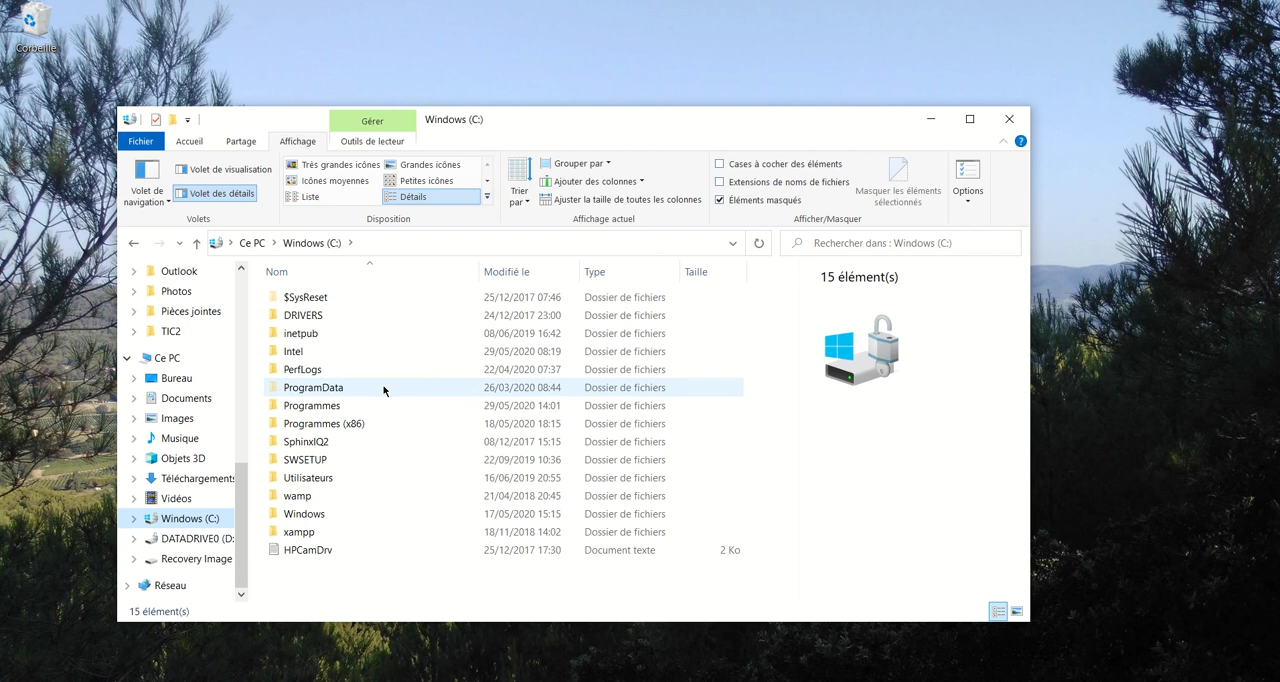 Corbeille
Gérer
Windows (C:)
Fichier
Accueil
Partage
Affichage
Outils de lecteur
Volet de navigation
Volet de visualisation
Volet des détails
Volets
Très grandes icônes
Grandes icônes
Icônes moyennes
Petites icônes
Liste
Détails
Disposition
Trier par
Grouper par
Ajouter des colonnes
Ajuster la taille de toutes les colonnes
Affichage actuel
Cases à cocher des éléments
Extensions de noms de fichiers
Éléments masqués
Masquer les éléments sélectionnés
Afficher/Masquer
Options
Ce PC > Windows (C:) >
Rechercher dans : Windows (C:)
Outlook
Photos
Pièces jointes
TIC2
Ce PC
Bureau
Documents
Images
Musique
Objets 3D
Téléchargements
Vidéos
Windows (C:)
DATADRIVE0 (D:
Recovery Image
Réseau
Nom Modifié le Type Taille
$SysReset 25/12/2017 07:46 Dossier de fichiers
DRIVERS 24/12/2017 23:00 Dossier de fichiers
inetpub 08/06/2019 16:42 Dossier de fichiers
Intel 29/05/2020 08:19 Dossier de fichiers
PerfLogs 22/04/2020 07:37 Dossier de fichiers
ProgramData 26/03/2020 08:44 Dossier de fichiers
Programmes 29/05/2020 14:01 Dossier de fichiers
Programmes (x86) 18/05/2020 18:15 Dossier de fichiers
SphinxIQ2 08/12/2017 15:15 Dossier de fichiers
SWSETUP 22/09/2019 10:36 Dossier de fichiers
Utilisateurs 16/06/2019 20:55 Dossier de fichiers
wamp 21/04/2018 20:45 Dossier de fichiers
Windows 17/05/2020 15:15 Dossier de fichiers
xampp 18/11/2018 14:02 Dossier de fichiers
HPCamDrv 25/12/2017 17:30 Document texte 2 Ko
15 élément(s)
15 élément(s)